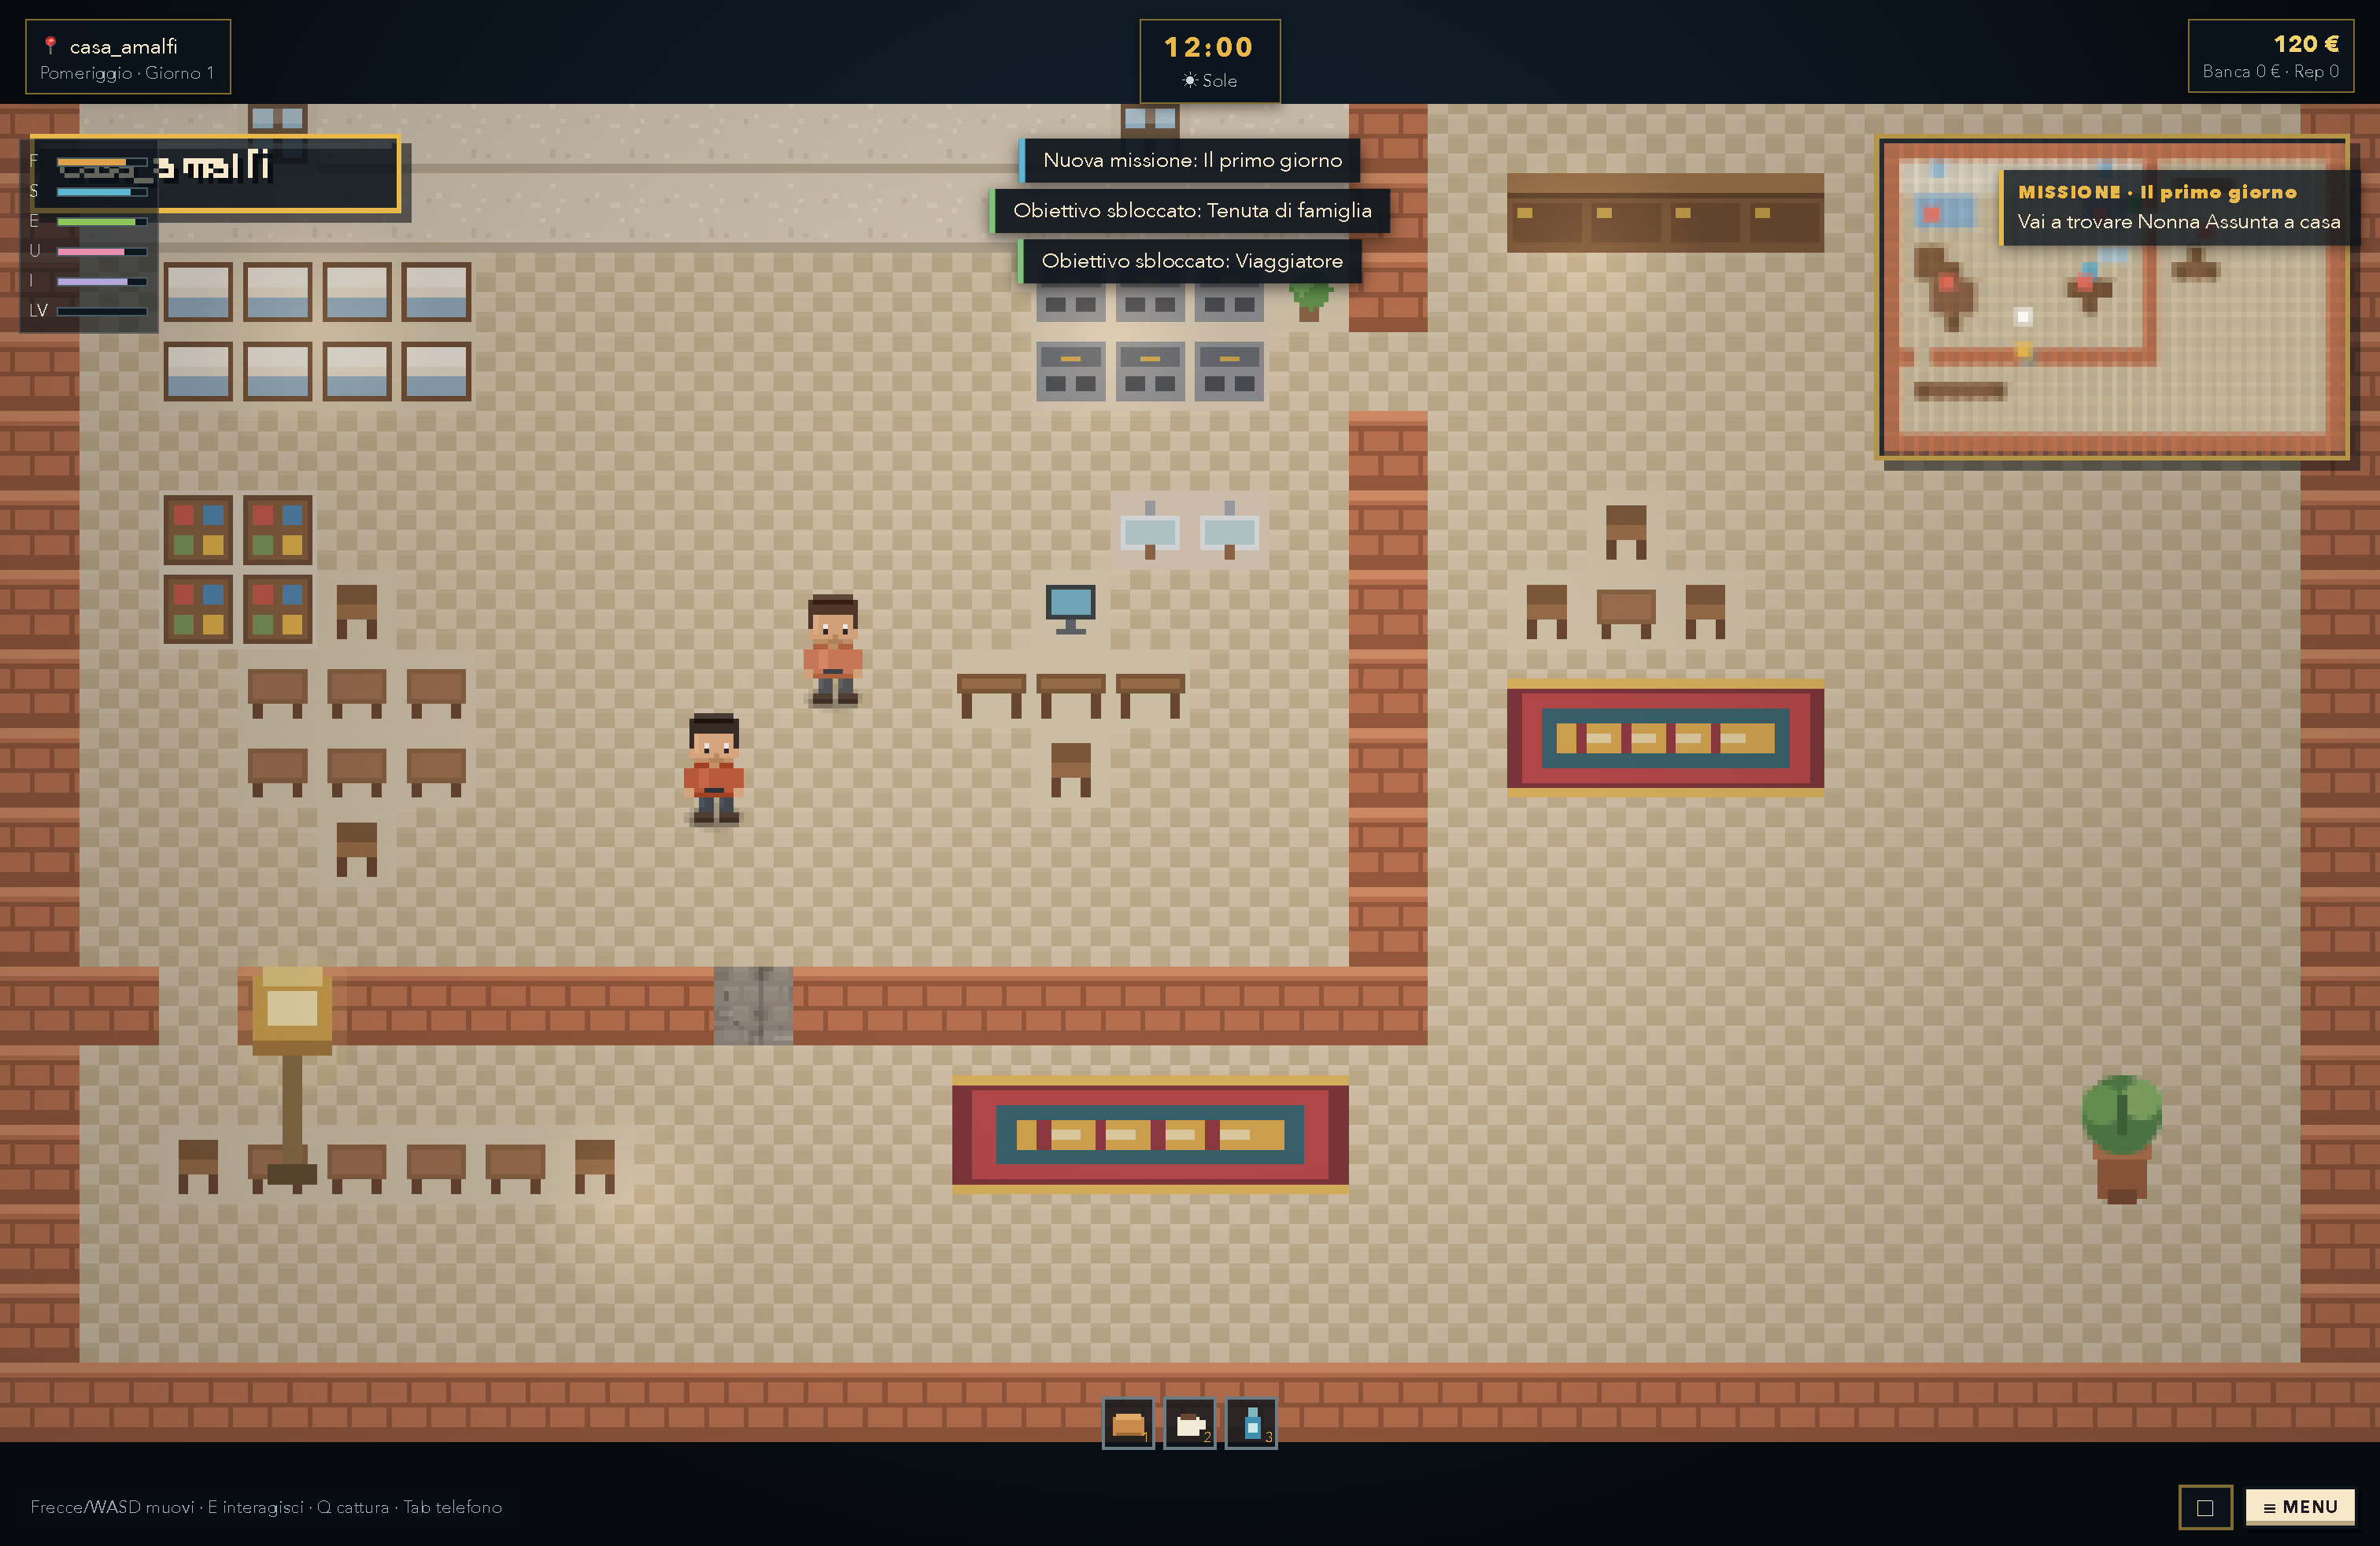 casa_amalfi
Pomeriggio · Giorno 1
12:00
Sole
120 €
Banca 0 € · Rep 0
F
S
E
U
I
LV
Nuova missione: Il primo giorno
Obiettivo sbloccato: Tenuta di famiglia
Obiettivo sbloccato: Viaggiatore
MISSIONE · Il primo giorno
Vai a trovare Nonna Assunta a casa
1
2
3
Frecce/WASD muovi · E interagisci · Q cattura · Tab telefono
≡ MENU